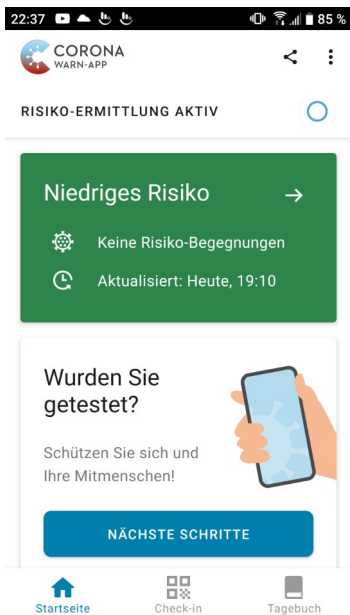 22:37 85 %
CORONA
WARN-APP
RISIKO-ERMITTLUNG AKTIV
Niedriges Risiko
Keine Risiko-Begegnungen
Aktualisiert: Heute, 19:10
Wurden Sie
getestet?
Schützen Sie sich und
Ihre Mitmenschen!
NÄCHSTE SCHRITTE
Startseite Check-in Tagebuch